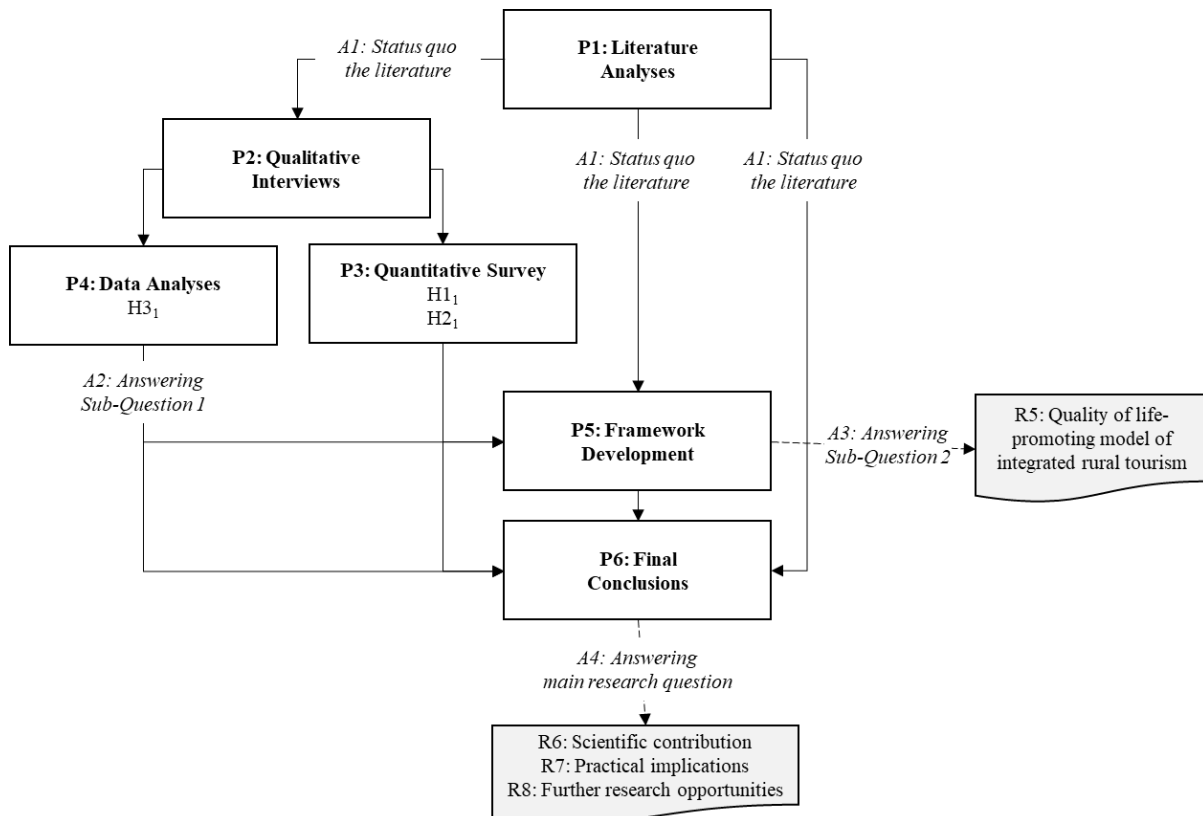 P1: Literature
Analyses
A1: Status quo
the literature
P2: Qualitative
Interviews
A1: Status quo
the literature
A1: Status quo
the literature
P4: Data Analyses
H3₁
P3: Quantitative Survey
H1₁
H2₁
A2: Answering
Sub-Question 1
P5: Framework
Development
A3: Answering
Sub-Question 2
R5: Quality of life-
promoting model of
integrated rural tourism
P6: Final
Conclusions
A4: Answering
main research question
R6: Scientific contribution
R7: Practical implications
R8: Further research opportunities